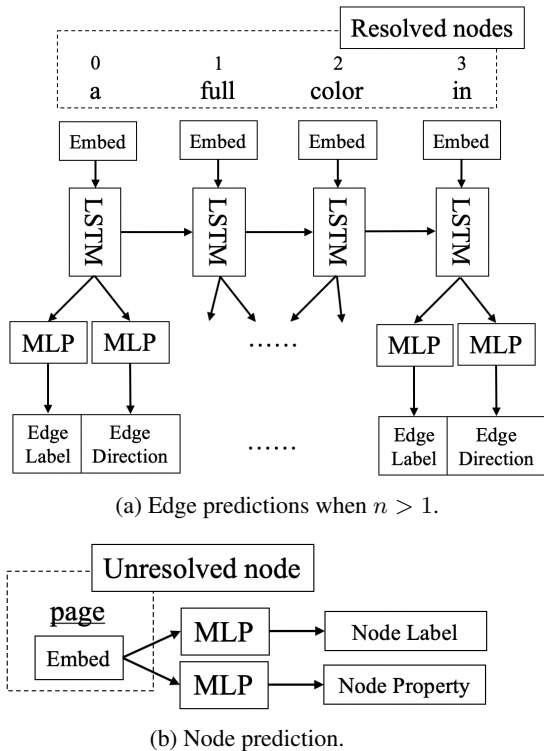 Resolved nodes
0 1 2 3
a full color in
Embed Embed Embed Embed
LSTM LSTM LSTM LSTM
MLP MLP ...... MLP MLP
Edge Label Edge Direction ...... Edge Label Edge Direction
(a) Edge predictions when n > 1.
Unresolved node
page
Embed
MLP Node Label
MLP Node Property
(b) Node prediction.